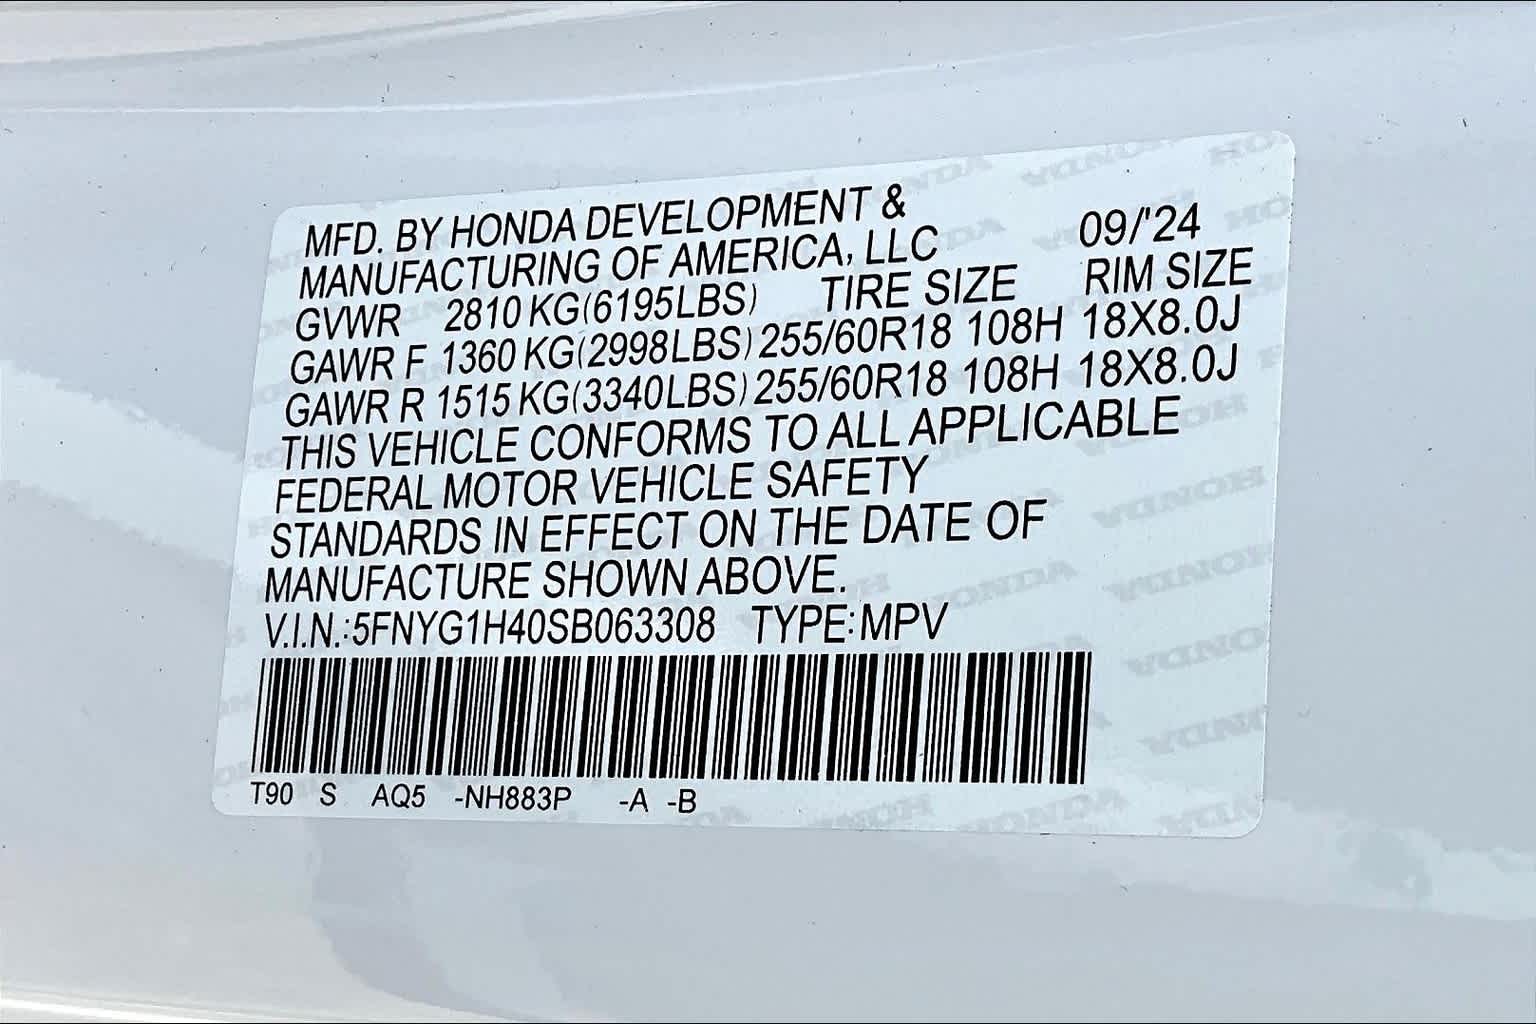 MFD. BY HONDA DEVELOPMENT &
MANUFACTURING OF AMERICA, LLC 09/'24
GVWR 2810 KG(6195LBS) TIRE SIZE RIM SIZE
GAWR F 1360 KG(2998LBS) 255/60R18 108H 18X8.0J
GAWR R 1515 KG(3340LBS) 255/60R18 108H 18X8.0J
THIS VEHICLE CONFORMS TO ALL APPLICABLE
FEDERAL MOTOR VEHICLE SAFETY
STANDARDS IN EFFECT ON THE DATE OF
MANUFACTURE SHOWN ABOVE.
V.I.N.:5FNYG1H40SB063308 TYPE:MPV
T90 S AQ5 -NH883P -A -B